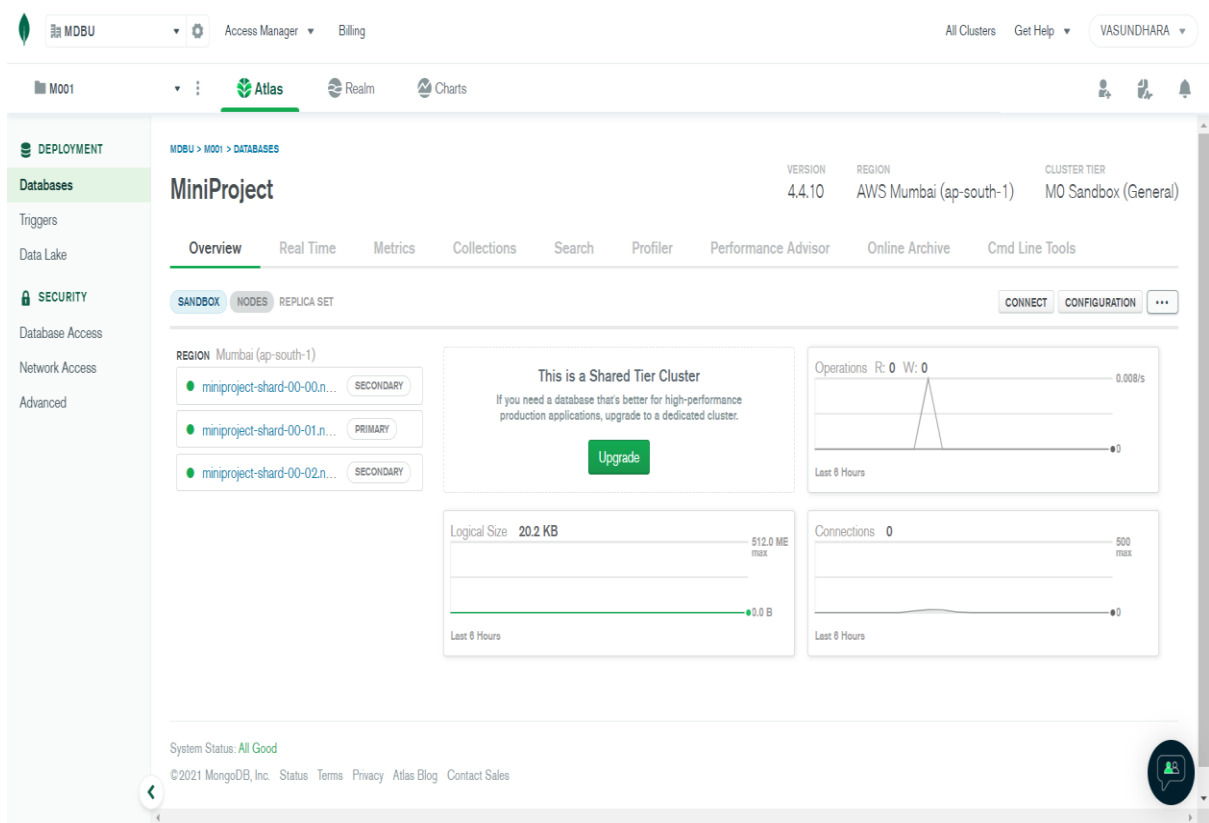 MDBU
Access Manager
Billing
All Clusters
Get Help
VASUNDHARA
M001
Atlas
Realm
Charts
DEPLOYMENT
Databases
Triggers
Data Lake
SECURITY
Database Access
Network Access
Advanced
MDBU > M001 > DATABASES
MiniProject
VERSION
4.4.10
REGION
AWS Mumbai (ap-south-1)
CLUSTER TIER
M0 Sandbox (General)
Overview
Real Time
Metrics
Collections
Search
Profiler
Performance Advisor
Online Archive
Cmd Line Tools
SANDBOX
NODES
REPLICA SET
CONNECT
CONFIGURATION
...
REGION Mumbai (ap-south-1)
miniproject-shard-00-00.n... SECONDARY
miniproject-shard-00-01.n... PRIMARY
miniproject-shard-00-02.n... SECONDARY
This is a Shared Tier Cluster
If you need a database that's better for high-performance
production applications, upgrade to a dedicated cluster.
Upgrade
Operations R: 0 W: 0
0.008/s
0
Last 6 Hours
Logical Size 20.2 KB
512.0 ME
max
0.0 B
Last 6 Hours
Connections 0
500
max
0
Last 6 Hours
System Status: All Good
©2021 MongoDB, Inc. Status Terms Privacy Atlas Blog Contact Sales